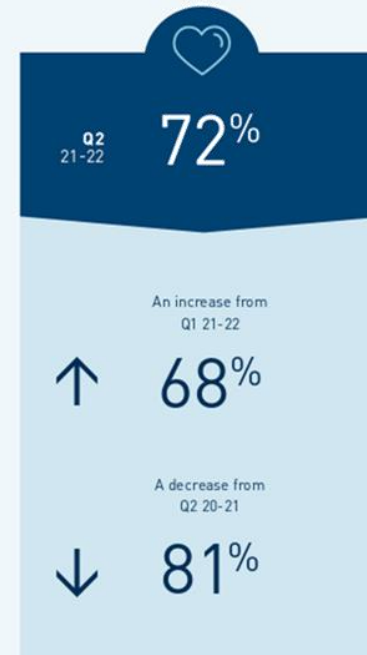 Q2
21-22
72%
An increase from
Q1 21-22
68%
A decrease from
Q2 20-21
81%